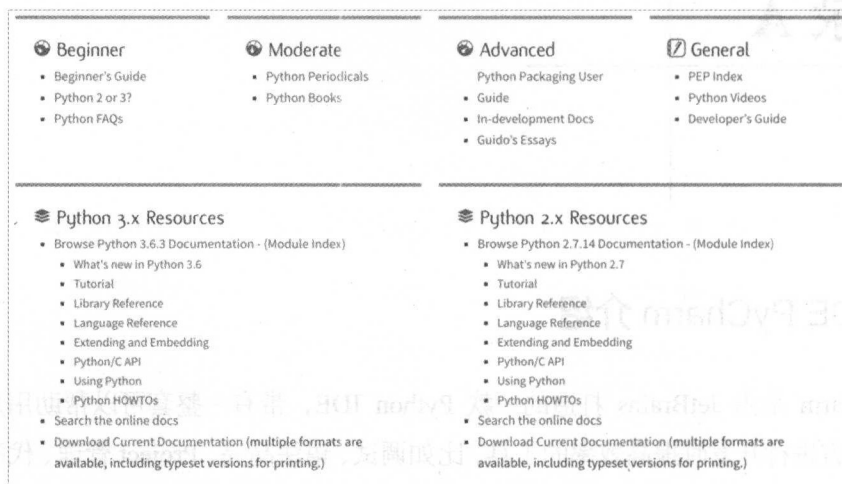 Beginner
Beginner's Guide
Python 2 or 3?
Python FAQs
Moderate
Python Periodicals
Python Books
Advanced
Python Packaging User
Guide
In-development Docs
Guido's Essays
General
PEP Index
Python Videos
Developer's Guide
Python 3.x Resources
Browse Python 3.6.3 Documentation - (Module Index)
What's new in Python 3.6
Tutorial
Library Reference
Language Reference
Extending and Embedding
Python/C API
Using Python
Python HOWTOs
Search the online docs
Download Current Documentation (multiple formats are
available, including typeset versions for printing.)
Python 2.x Resources
Browse Python 2.7.14 Documentation - (Module Index)
What's new in Python 2.7
Tutorial
Library Reference
Language Reference
Extending and Embedding
Python/C API
Using Python
Python HOWTOs
Search the online docs
Download Current Documentation (multiple formats are
available, including typeset versions for printing.)